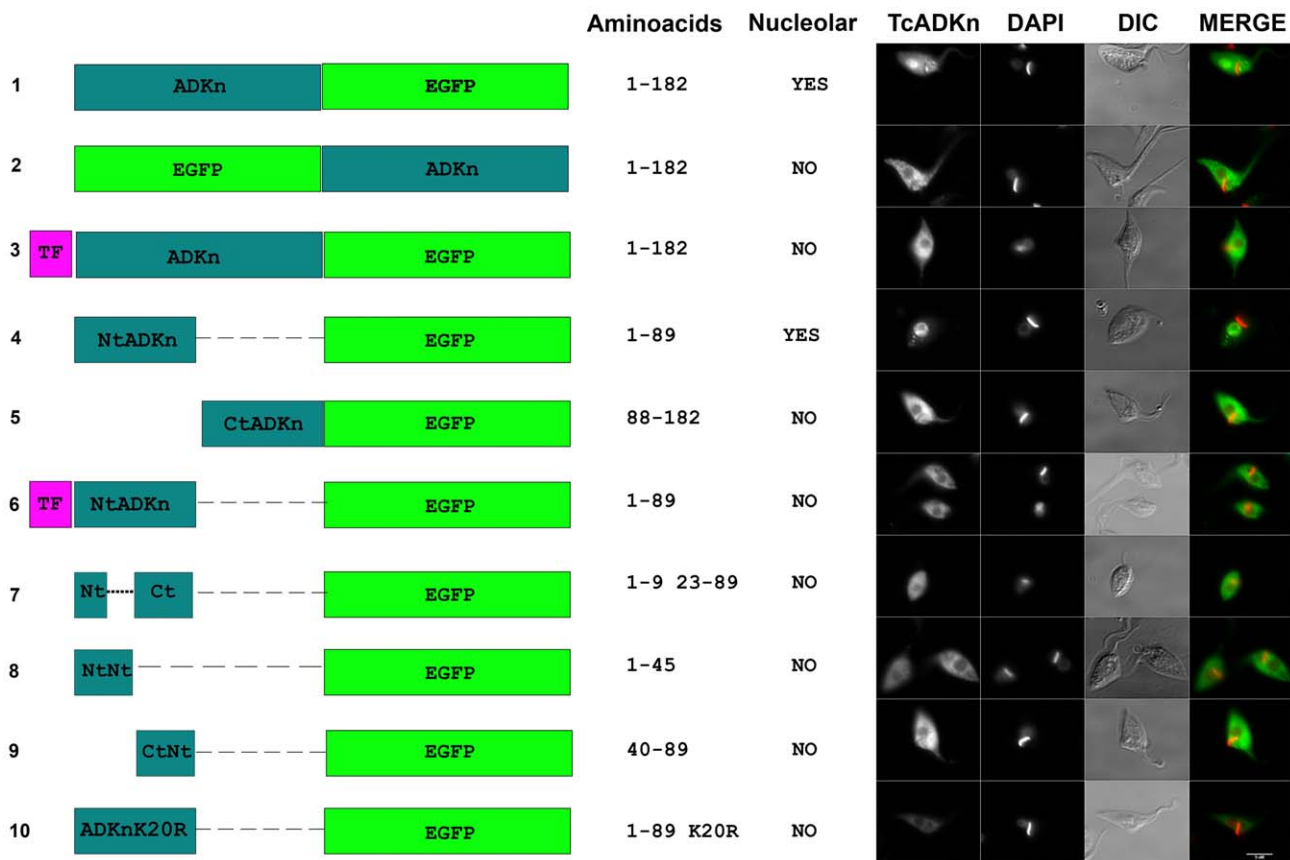 Aminoacids Nucleolar TcADKn DAPI DIC MERGE
1 ADKn EGFP 1-182 YES
2 EGFP ADKn 1-182 NO
3 TF ADKn EGFP 1-182 NO
4 NtADKn EGFP 1-89 YES
5 CtADKn EGFP 88-182 NO
6 TF NtADKn EGFP 1-89 NO
7 Nt Ct EGFP 1-9 23-89 NO
8 NtNt EGFP 1-45 NO
9 CtNt EGFP 40-89 NO
10 ADKnK20R EGFP 1-89 K20R NO